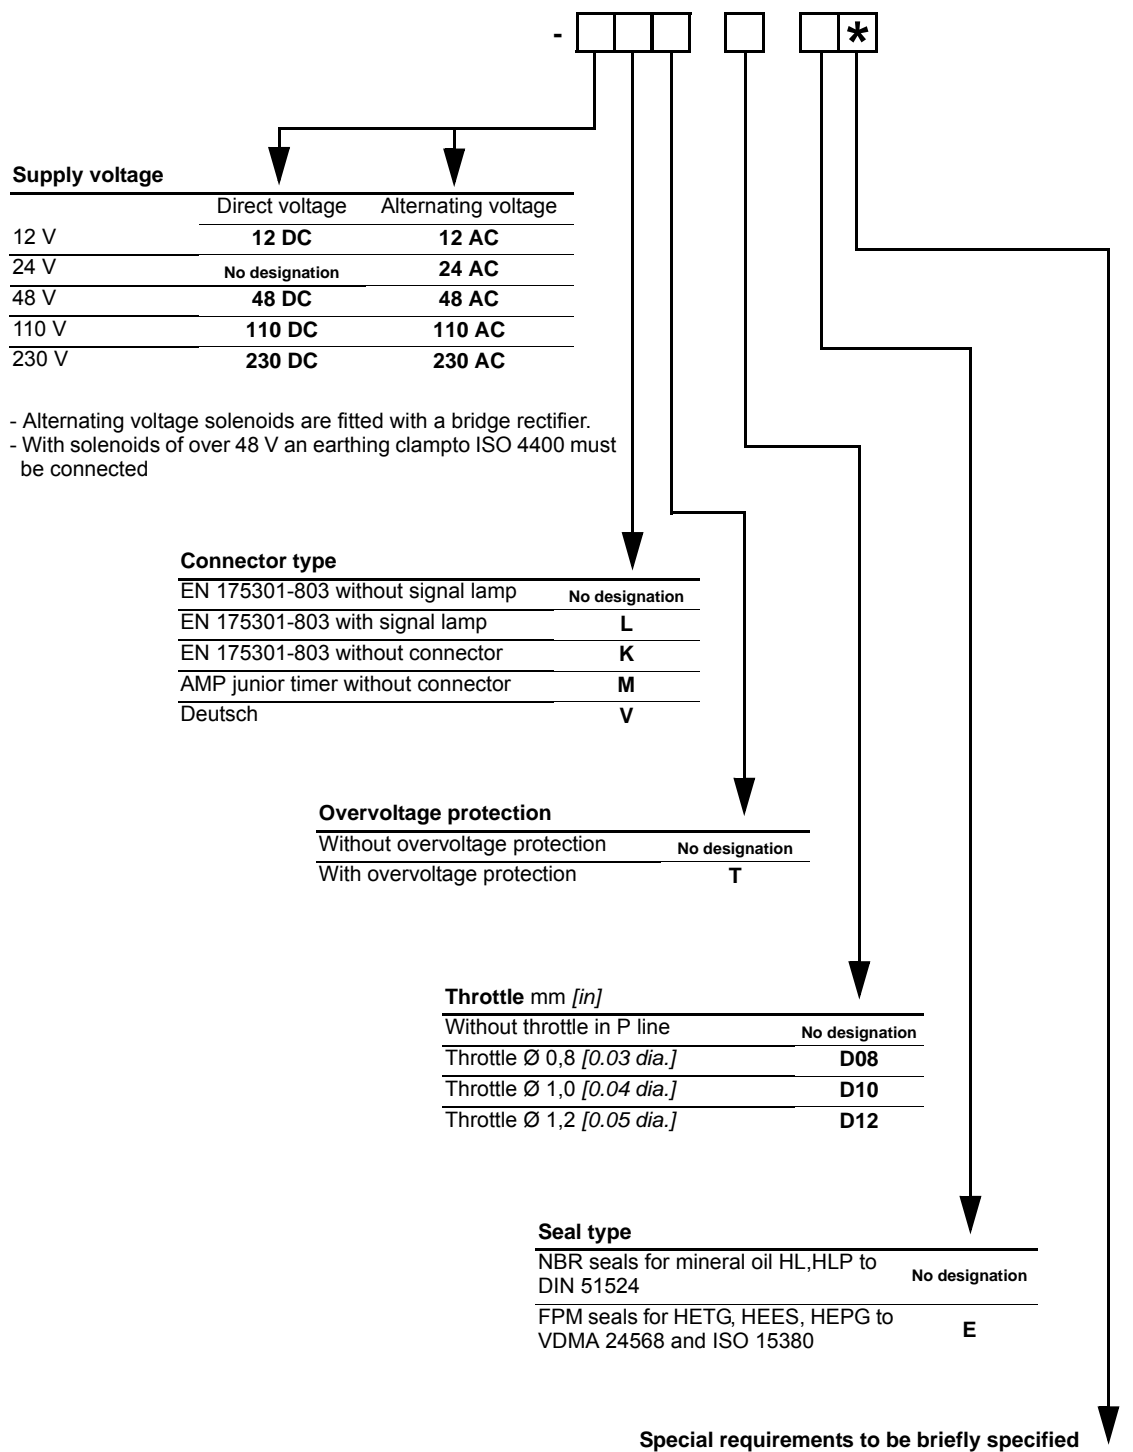 - *
Supply voltage
Direct voltage Alternating voltage
12 V 12 DC 12 AC
24 V No designation 24 AC
48 V 48 DC 48 AC
110 V 110 DC 110 AC
230 V 230 DC 230 AC
- Alternating voltage solenoids are fitted with a bridge rectifier.
- With solenoids of over 48 V an earthing clampto ISO 4400 must
be connected
Connector type
EN 175301-803 without signal lamp No designation
EN 175301-803 with signal lamp L
EN 175301-803 without connector K
AMP junior timer without connector M
Deutsch V
Overvoltage protection
Without overvoltage protection No designation
With overvoltage protection T
Throttle mm [in]
Without throttle in P line No designation
Throttle Ø 0,8 [0.03 dia.] D08
Throttle Ø 1,0 [0.04 dia.] D10
Throttle Ø 1,2 [0.05 dia.] D12
Seal type
NBR seals for mineral oil HL,HLP to
DIN 51524 No designation
FPM seals for HETG, HEES, HEPG to
VDMA 24568 and ISO 15380 E
Special requirements to be briefly specified